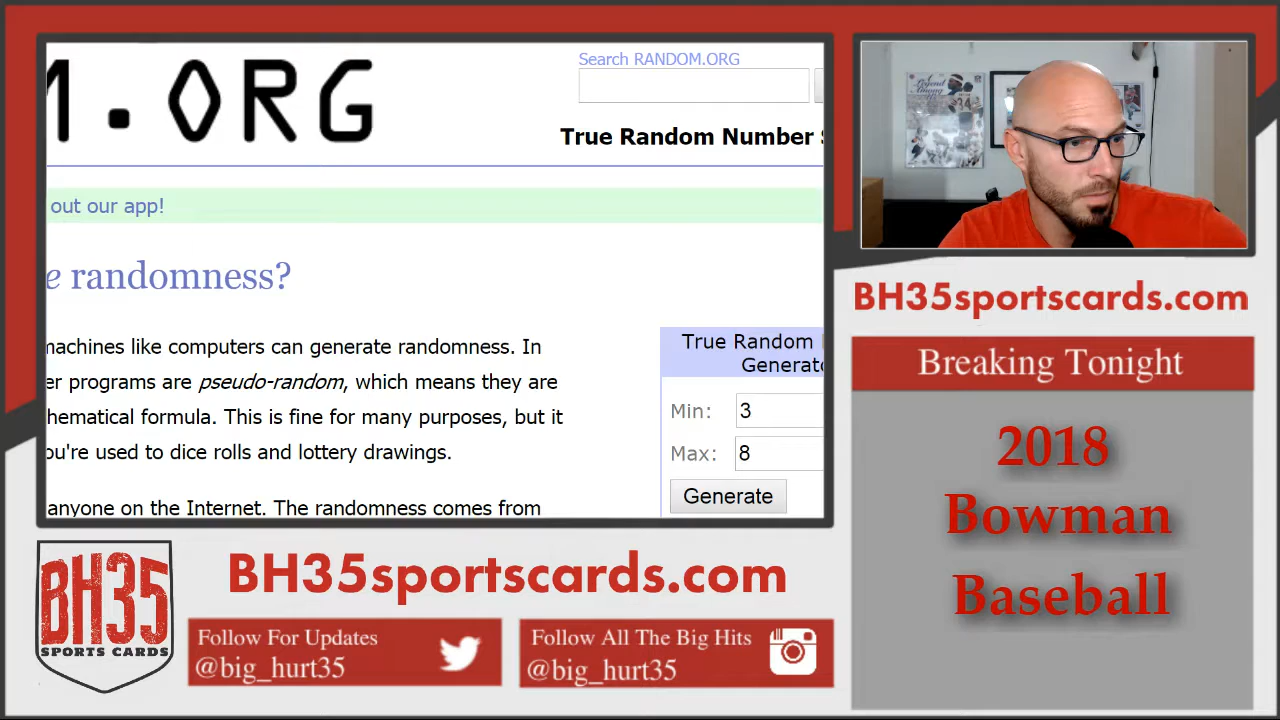 M.ORG
Search RANDOM.ORG
True Random Number
out our app!
e randomness?
machines like computers can generate randomness. In
er programs are pseudo-random, which means they are
hematical formula. This is fine for many purposes, but it
ou're used to dice rolls and lottery drawings.
anyone on the Internet. The randomness comes from
True Random
Generato
Min: 3
Max: 8
Generate
BH35sportscards.com
Breaking Tonight
2018
Bowman
Baseball
BH35
SPORTS CARDS
BH35sportscards.com
Follow For Updates
@big_hurt35
Follow All The Big Hits
@big_hurt35